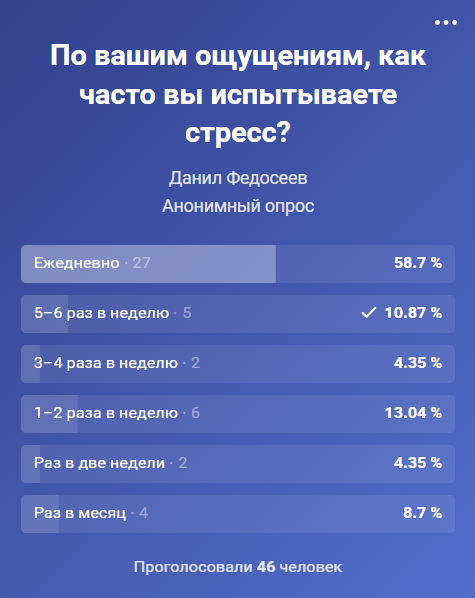 По вашим ощущениям, как
часто вы испытываете
стресс?
Данил Федосеев
Анонимный опрос
Ежедневно · 27 58.7 %
5–6 раз в неделю · 5 10.87 %
3–4 раза в неделю · 2 4.35 %
1–2 раза в неделю · 6 13.04 %
Раз в две недели · 2 4.35 %
Раз в месяц · 4 8.7 %
Проголосовали 46 человек